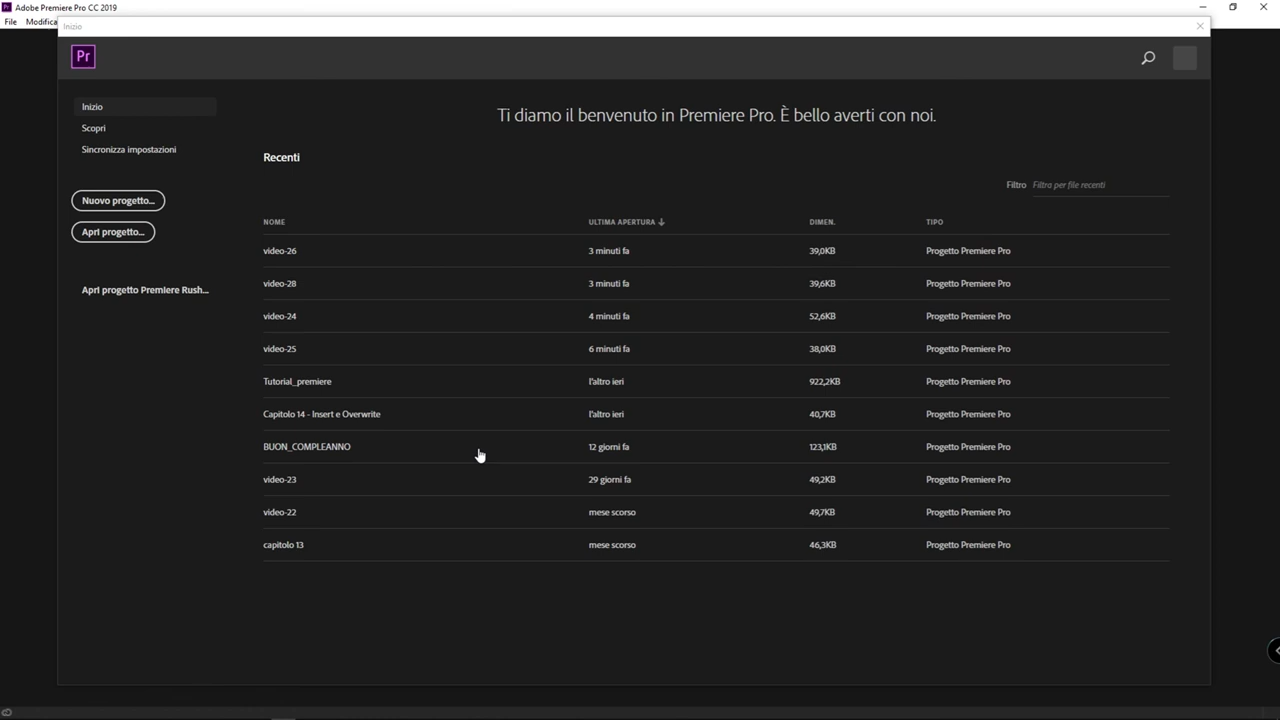 Adobe Premiere Pro CC 2019
File Modifica
Inizio
Pr
Inizio
Scopri
Sincronizza impostazioni
Nuovo progetto...
Apri progetto...
Apri progetto Premiere Rush...
Ti diamo il benvenuto in Premiere Pro. È bello averti con noi.
Recenti
Filtro Filtra per file recenti
NOME ULTIMA APERTURA DIMEN. TIPO
video-26 3 minuti fa 39,0KB Progetto Premiere Pro
video-28 3 minuti fa 39,6KB Progetto Premiere Pro
video-24 4 minuti fa 52,6KB Progetto Premiere Pro
video-25 6 minuti fa 38,0KB Progetto Premiere Pro
Tutorial_premiere l'altro ieri 922,2KB Progetto Premiere Pro
Capitolo 14 - Insert e Overwrite l'altro ieri 40,7KB Progetto Premiere Pro
BUON_COMPLEANNO 12 giorni fa 123,1KB Progetto Premiere Pro
video-23 29 giorni fa 49,2KB Progetto Premiere Pro
video-22 mese scorso 49,7KB Progetto Premiere Pro
capitolo 13 mese scorso 46,3KB Progetto Premiere Pro